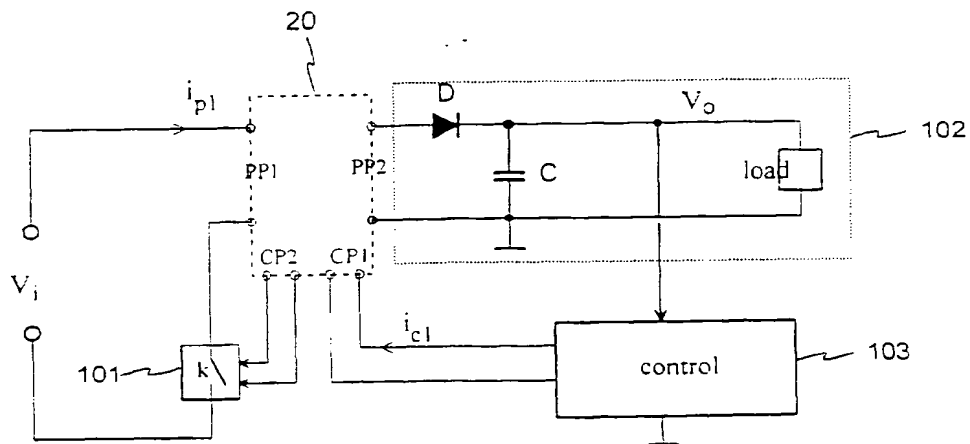 20
i_p1
D
V_o
102
PP1
PP2
C
load
CP2
CP1
V_i
i_c1
101
k
control
103